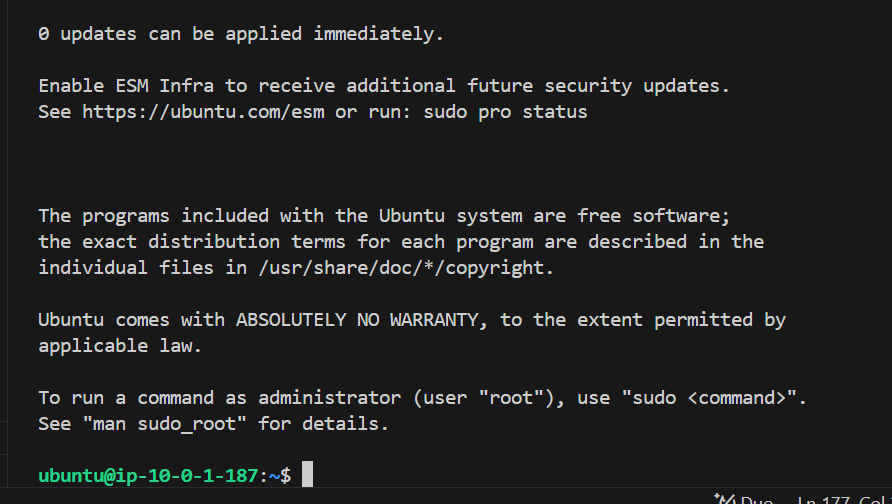 0 updates can be applied immediately.
Enable ESM Infra to receive additional future security updates.
See https://ubuntu.com/esm or run: sudo pro status
The programs included with the Ubuntu system are free software;
the exact distribution terms for each program are described in the
individual files in /usr/share/doc/*/copyright.
Ubuntu comes with ABSOLUTELY NO WARRANTY, to the extent permitted by
applicable law.
To run a command as administrator (user "root"), use "sudo <command>".
See "man sudo_root" for details.
ubuntu@ip-10-0-1-187:~$
Duo Ln 177, Col